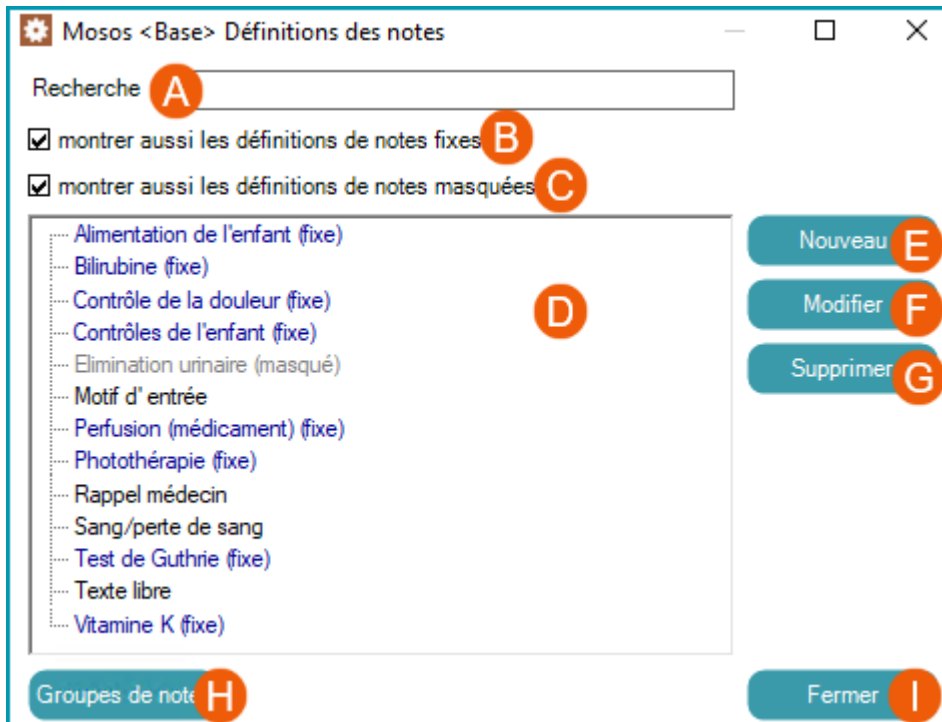 Mosos <Base> Définitions des notes
Recherche A
montrer aussi les définitions de notes fixes B
montrer aussi les définitions de notes masquées C
Alimentation de l'enfant (fixe)
Bilirubine (fixe)
Contrôle de la douleur (fixe)
Contrôles de l'enfant (fixe)
Elimination urinaire (masqué)
Motif d' entrée
Perfusion (médicament) (fixe)
Photothérapie (fixe)
Rappel médecin
Sang/perte de sang
Test de Guthrie (fixe)
Texte libre
Vitamine K (fixe)
D
Nouveau E
Modifier F
Supprimer G
Groupes de note H
Fermer I